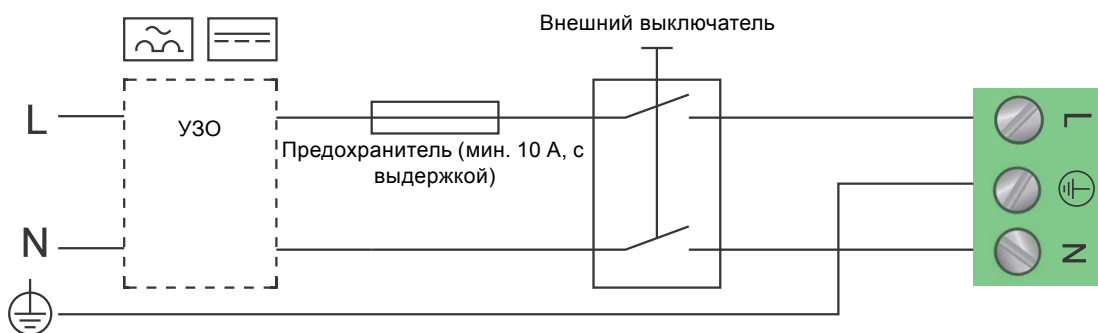 Внешний выключатель
L
УЗО
Предохранитель (мин. 10 А, с
выдержкой)
N
L
N